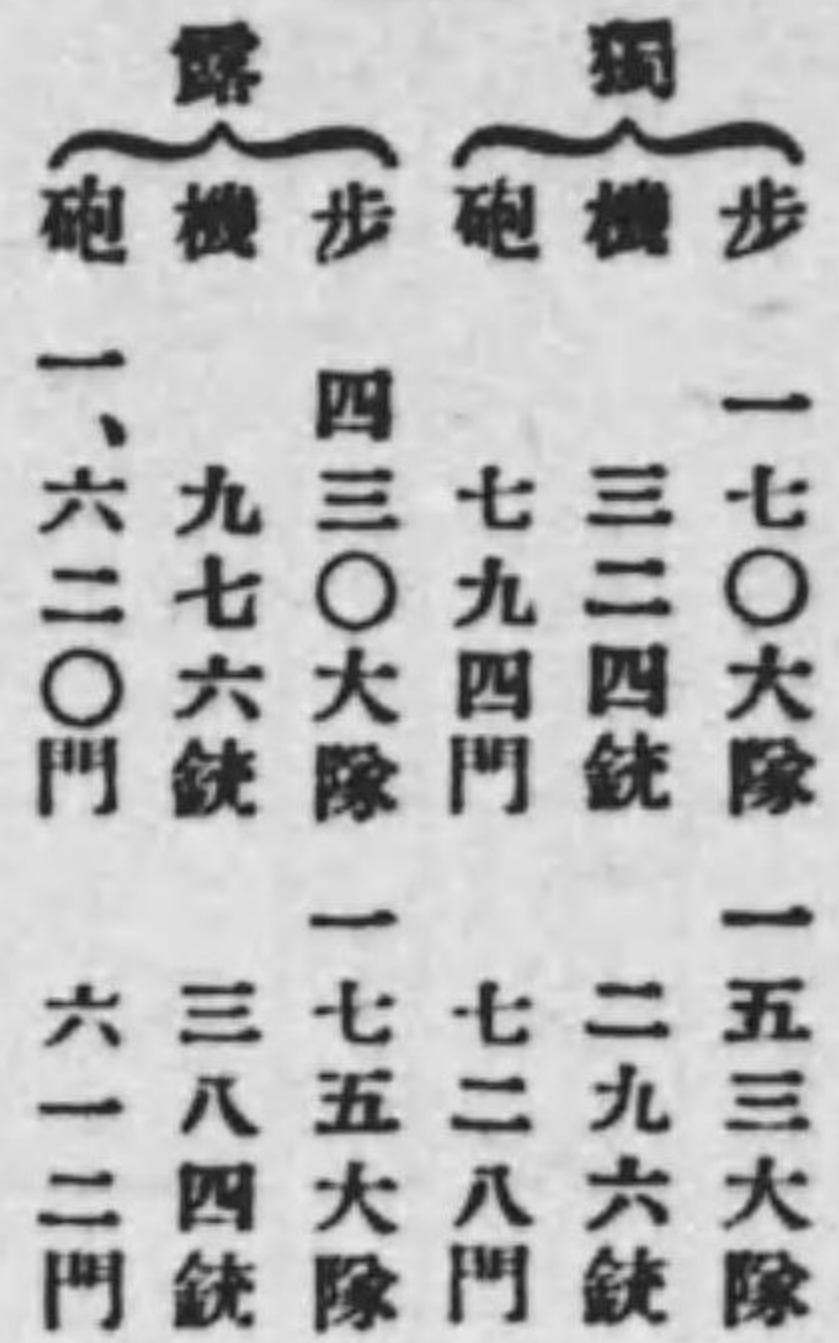 獨
步 一七〇大隊 一五三大隊
機 三二四銃 二九六銃
砲 七九四門 七二八門
露
步 四三〇大隊 一七五大隊
機 九七六銃 三八四銃
砲 一、六二〇門 六一二門